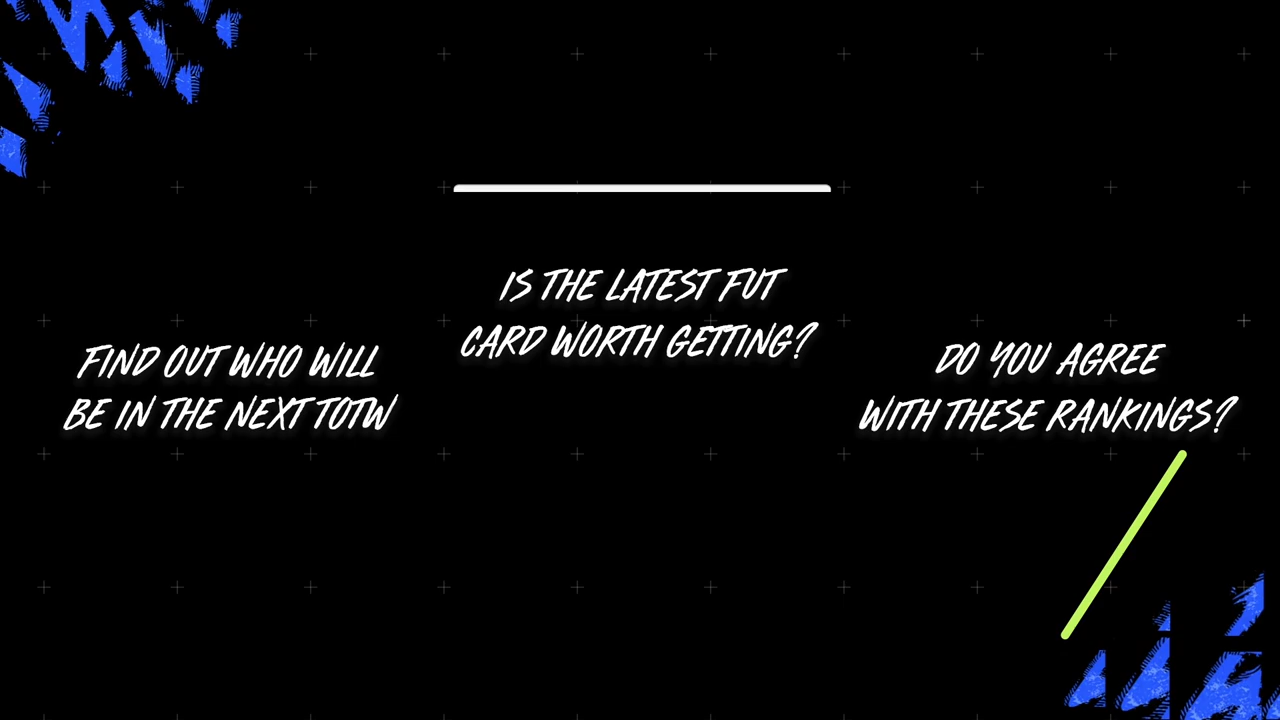 FIND OUT WHO WILL
BE IN THE NEXT TOTW
IS THE LATEST FUT
CARD WORTH GETTING?
DO YOU AGREE
WITH THESE RANKINGS?